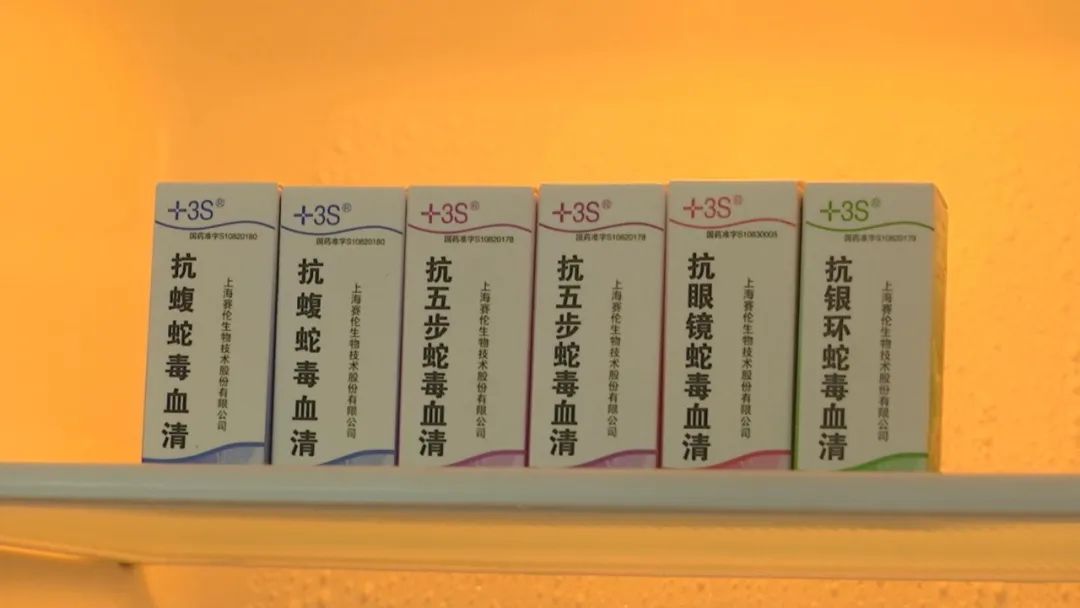 +3S®
国药准字S10820180
抗蝮蛇毒血清
上海赛伦生物技术股份有限公司
+3S®
国药准字S10820180
抗蝮蛇毒血清
上海赛伦生物技术股份有限公司
+3S®
国药准字S10820178
抗五步蛇毒血清
上海赛伦生物技术股份有限公司
+3S®
国药准字S10820178
抗五步蛇毒血清
上海赛伦生物技术股份有限公司
+3S®
国药准字S10830005
抗眼镜蛇毒血清
上海赛伦生物技术股份有限公司
+3S®
国药准字S10820179
抗银环蛇毒血清
上海赛伦生物技术股份有限公司